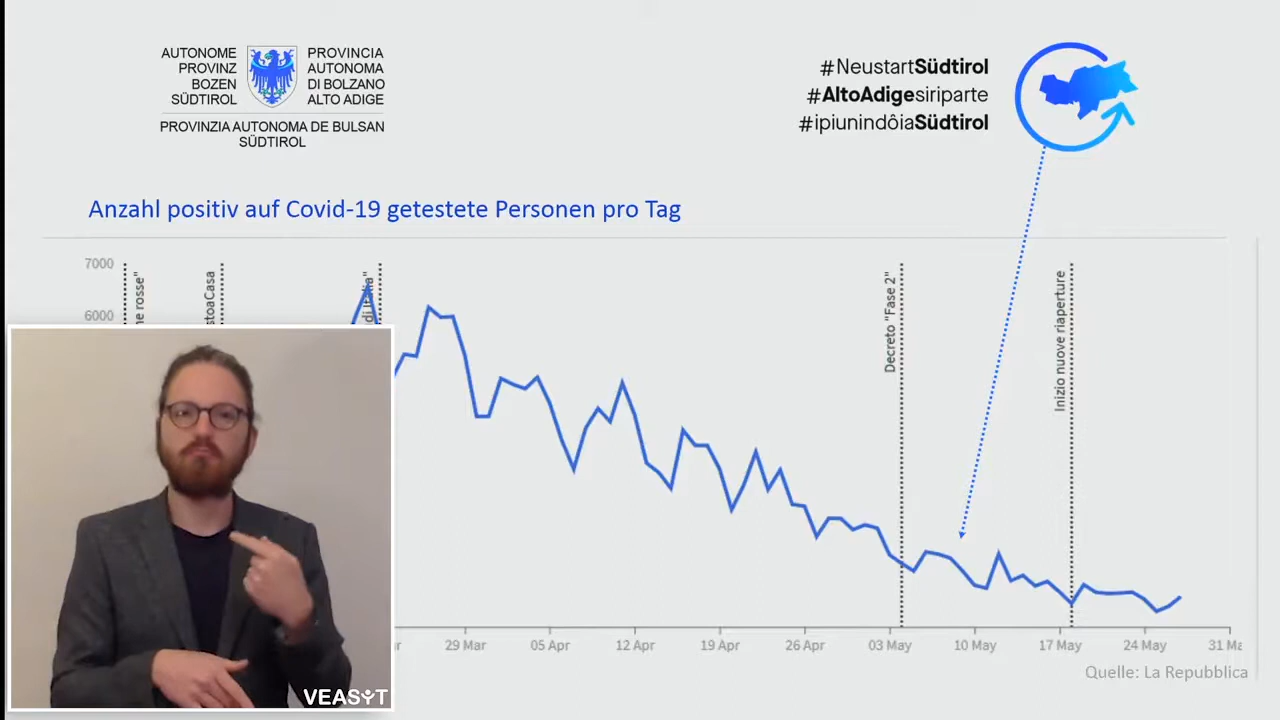 AUTONOME
PROVINZ
BOZEN
SÜDTIROL
PROVINCIA
AUTONOMA
DI BOLZANO
ALTO ADIGE
PROVINZIA AUTONOMA DE BULSAN
SÜDTIROL
#NeustartSüdtirol
#AltoAdigesiriparte
#ipiunindôiaSüdtirol
Anzahl positiv auf Covid-19 getestete Personen pro Tag
7000
6000
rosse"
Decreto "Fase 2"
Inizio nuove riaperture
29 Mar
05 Apr
12 Apr
19 Apr
26 Apr
03 May
10 May
17 May
24 May
31
Quelle: La Repubblica
VEASYT